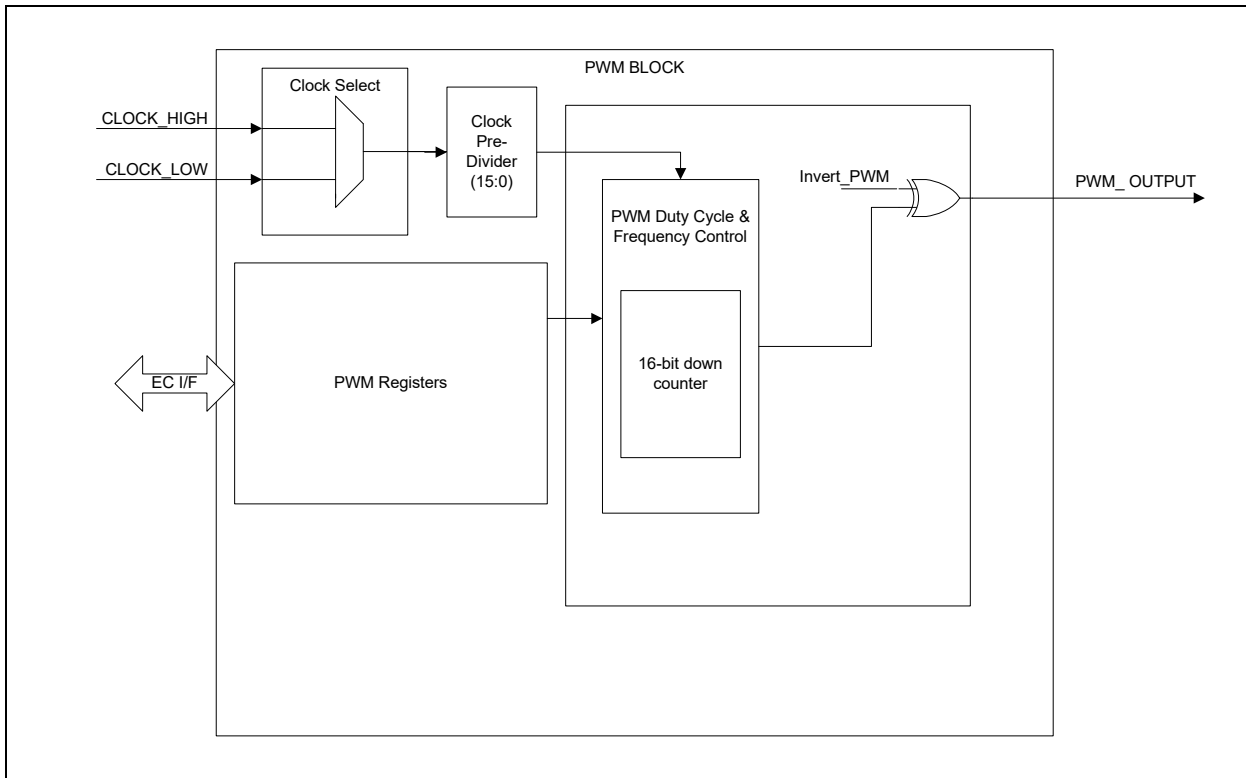 PWM BLOCK
Clock Select
CLOCK_HIGH
CLOCK_LOW
Clock
Pre-
Divider
(15:0)
Invert_PWM
PWM_ OUTPUT
PWM Duty Cycle &
Frequency Control
16-bit down
counter
EC I/F
PWM Registers